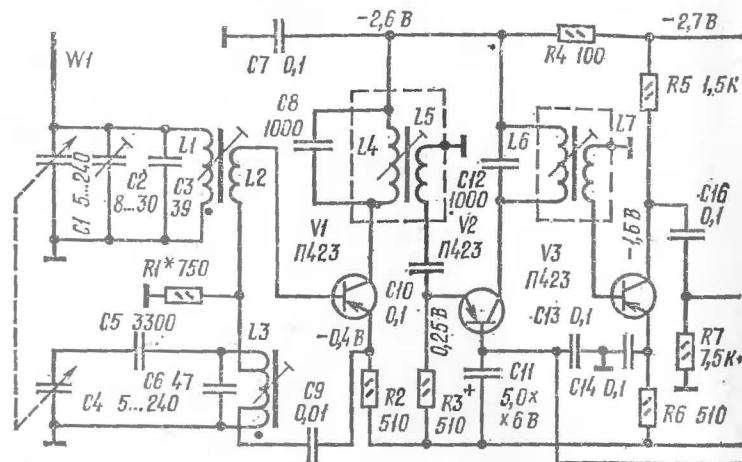 -2,6 В
-2,7 В
W1
C7 0,1
R4 100
R5 1,5к
C8
1000
L5
L4
L6
L7
L1
L2
C1 5...240
C2
8...30
C3
39
C12
1000
C16
0,1
V1
П423
V2
П423
V3
П423
-1,6 В
R1* 750
C10
0,1
-0,4 В
0,25 В
C13 0,1
C5 3300
L3
C6 47
C4 5...240
C9
0,01
R2
510
R3
510
+
C11
5,0×
×6 В
C14 0,1
R7
7,5к*
R6 510